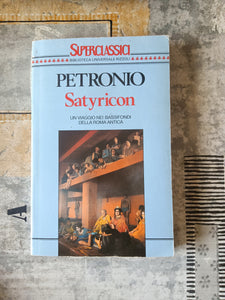 SUPERCLASSICI
BIBLIOTECA UNIVERSALE RIZZOLI
PETRONIO
Satyricon
UN VIAGGIO NEI BASSIFONDI
DELLA ROMA ANTICA
A